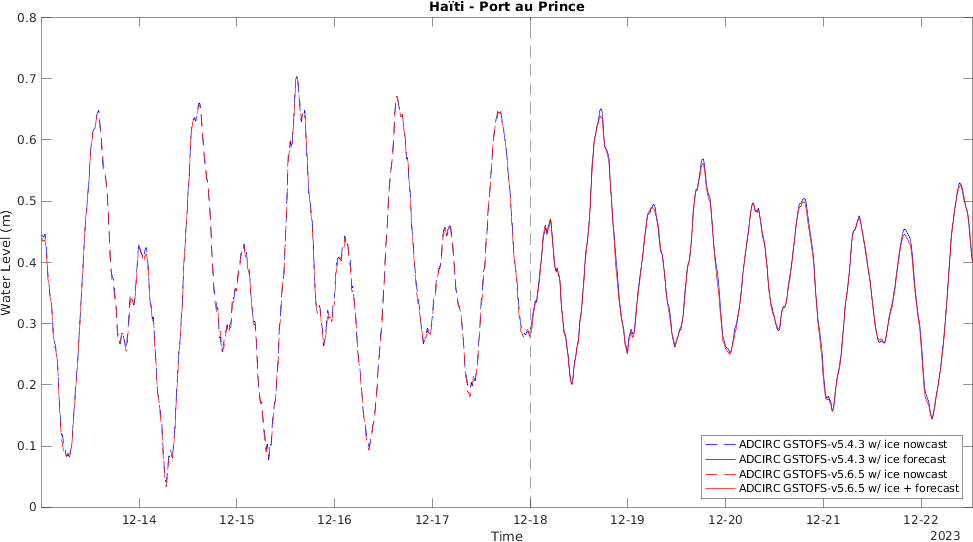 Haïti - Port au Prince
0.8
0.7
0.6
0.5
0.4
0.3
0.2
0.1
0
Water Level (m)
12-14
12-15
12-16
12-17
12-18
12-19
12-20
12-21
12-22
Time
2023
ADCIRC GSTOFS-v5.4.3 w/ ice nowcast
ADCIRC GSTOFS-v5.4.3 w/ ice forecast
ADCIRC GSTOFS-v5.6.5 w/ ice nowcast
ADCIRC GSTOFS-v5.6.5 w/ ice + forecast